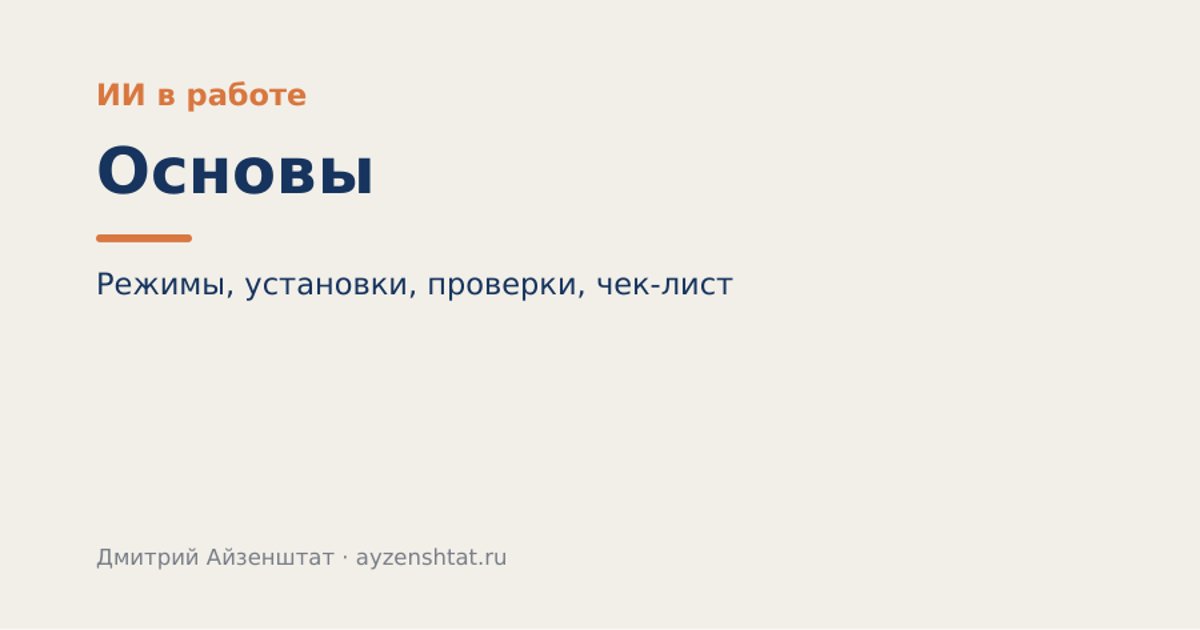 ИИ в работе
Основы
Режимы, установки, проверки, чек-лист
Дмитрий Айзенштат · ayzenshtat.ru